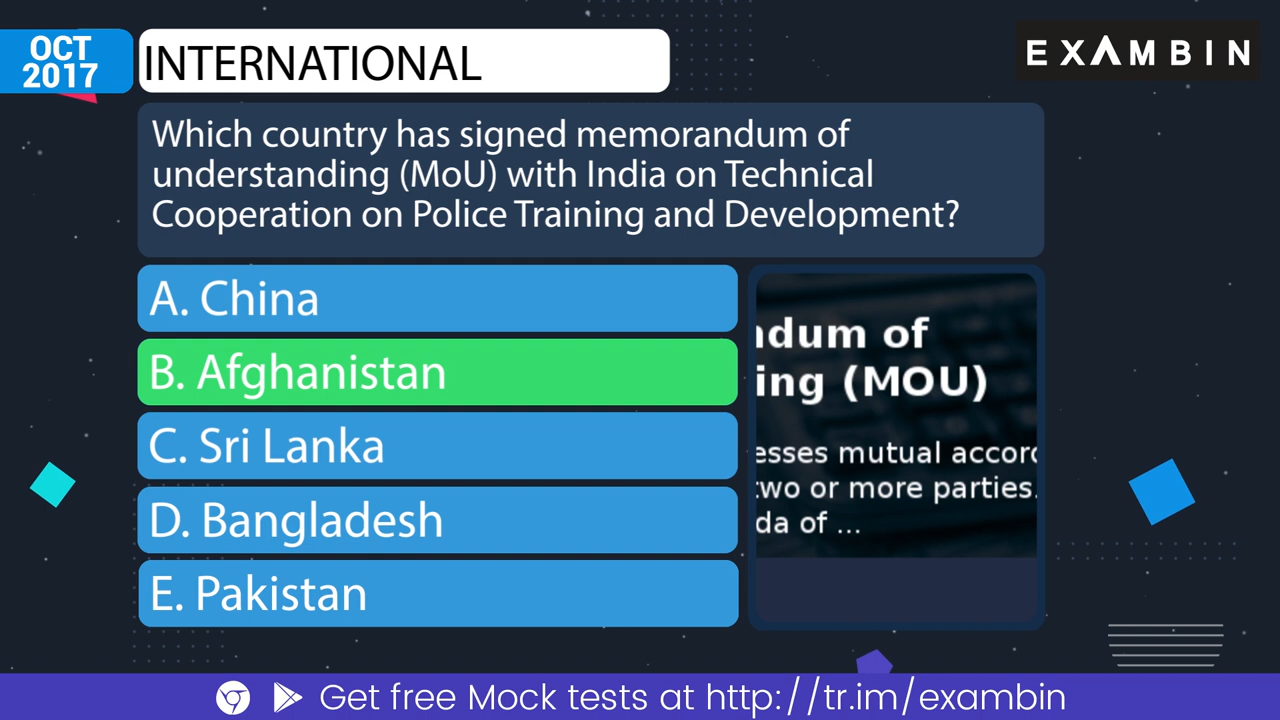 OCT
2017
INTERNATIONAL
EXAMBIN
Which country has signed memorandum of
understanding (MoU) with India on Technical
Cooperation on Police Training and Development?
A. China
B. Afghanistan
C. Sri Lanka
D. Bangladesh
E. Pakistan
ndum of
ing (MOU)
esses mutual accord
two or more parties.
da of ...
Get free Mock tests at http://tr.im/exambin